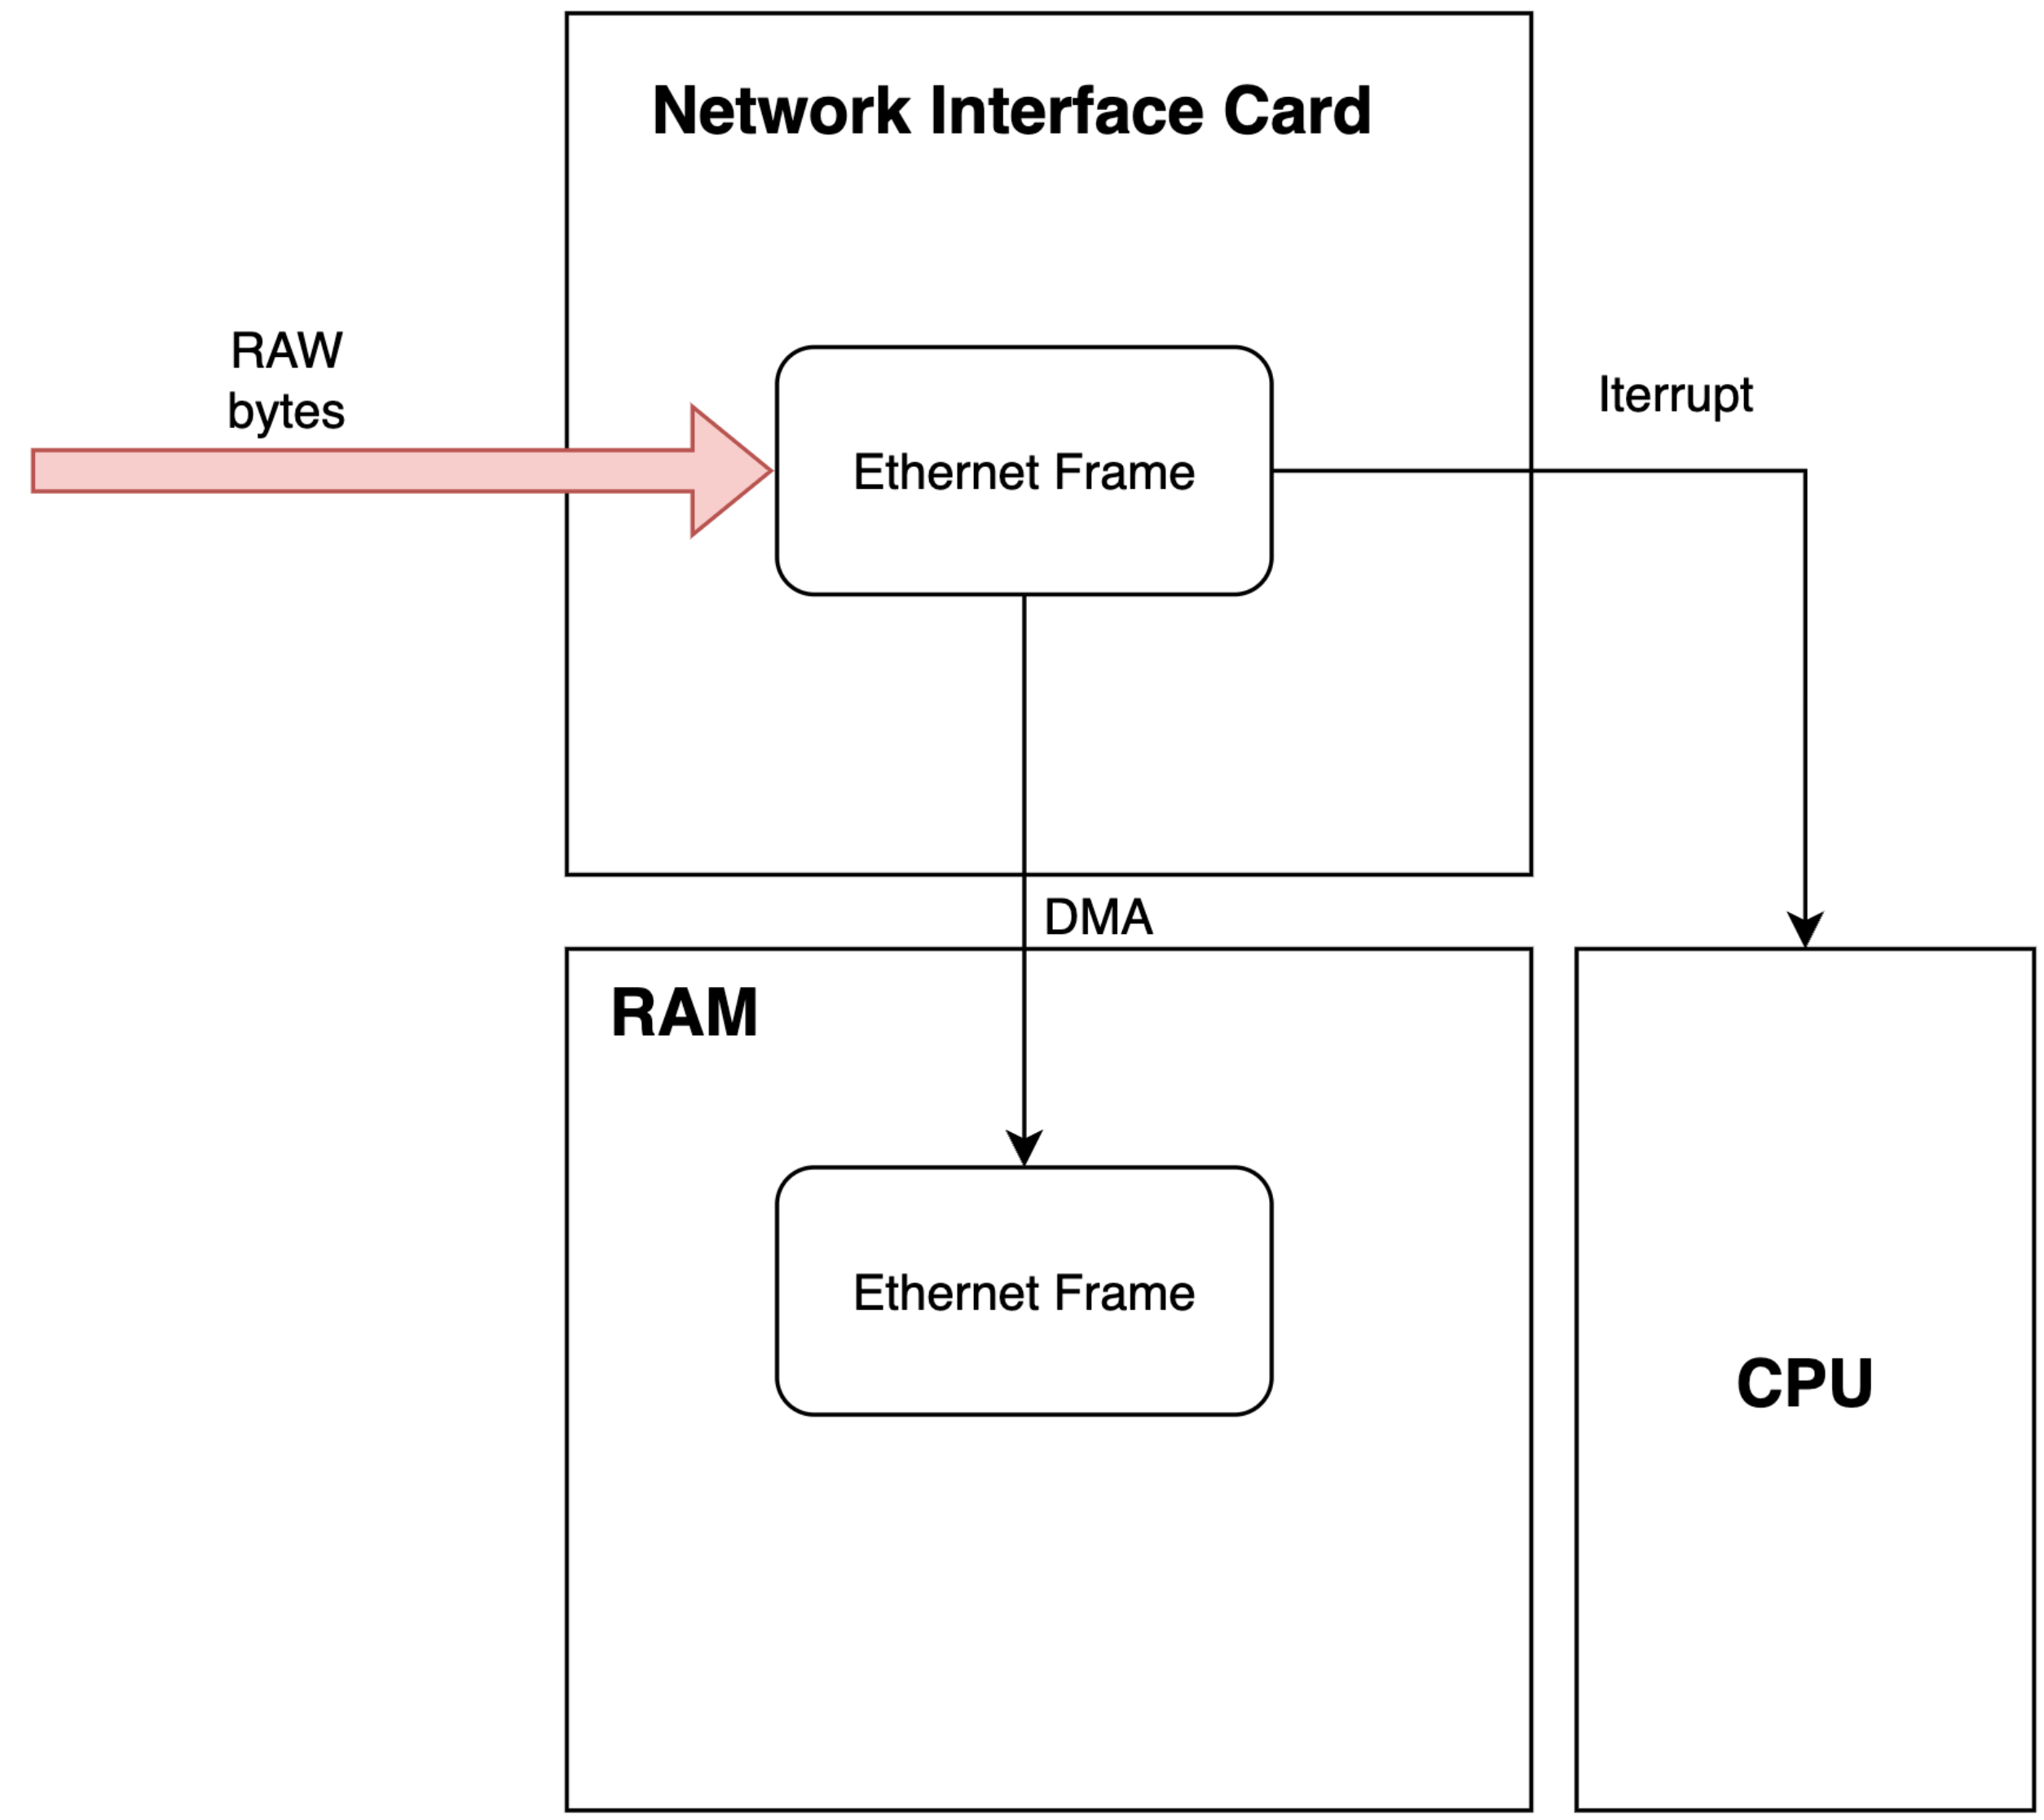 Network Interface Card
RAW
bytes
Ethernet Frame
Iterrupt
DMA
RAM
Ethernet Frame
CPU